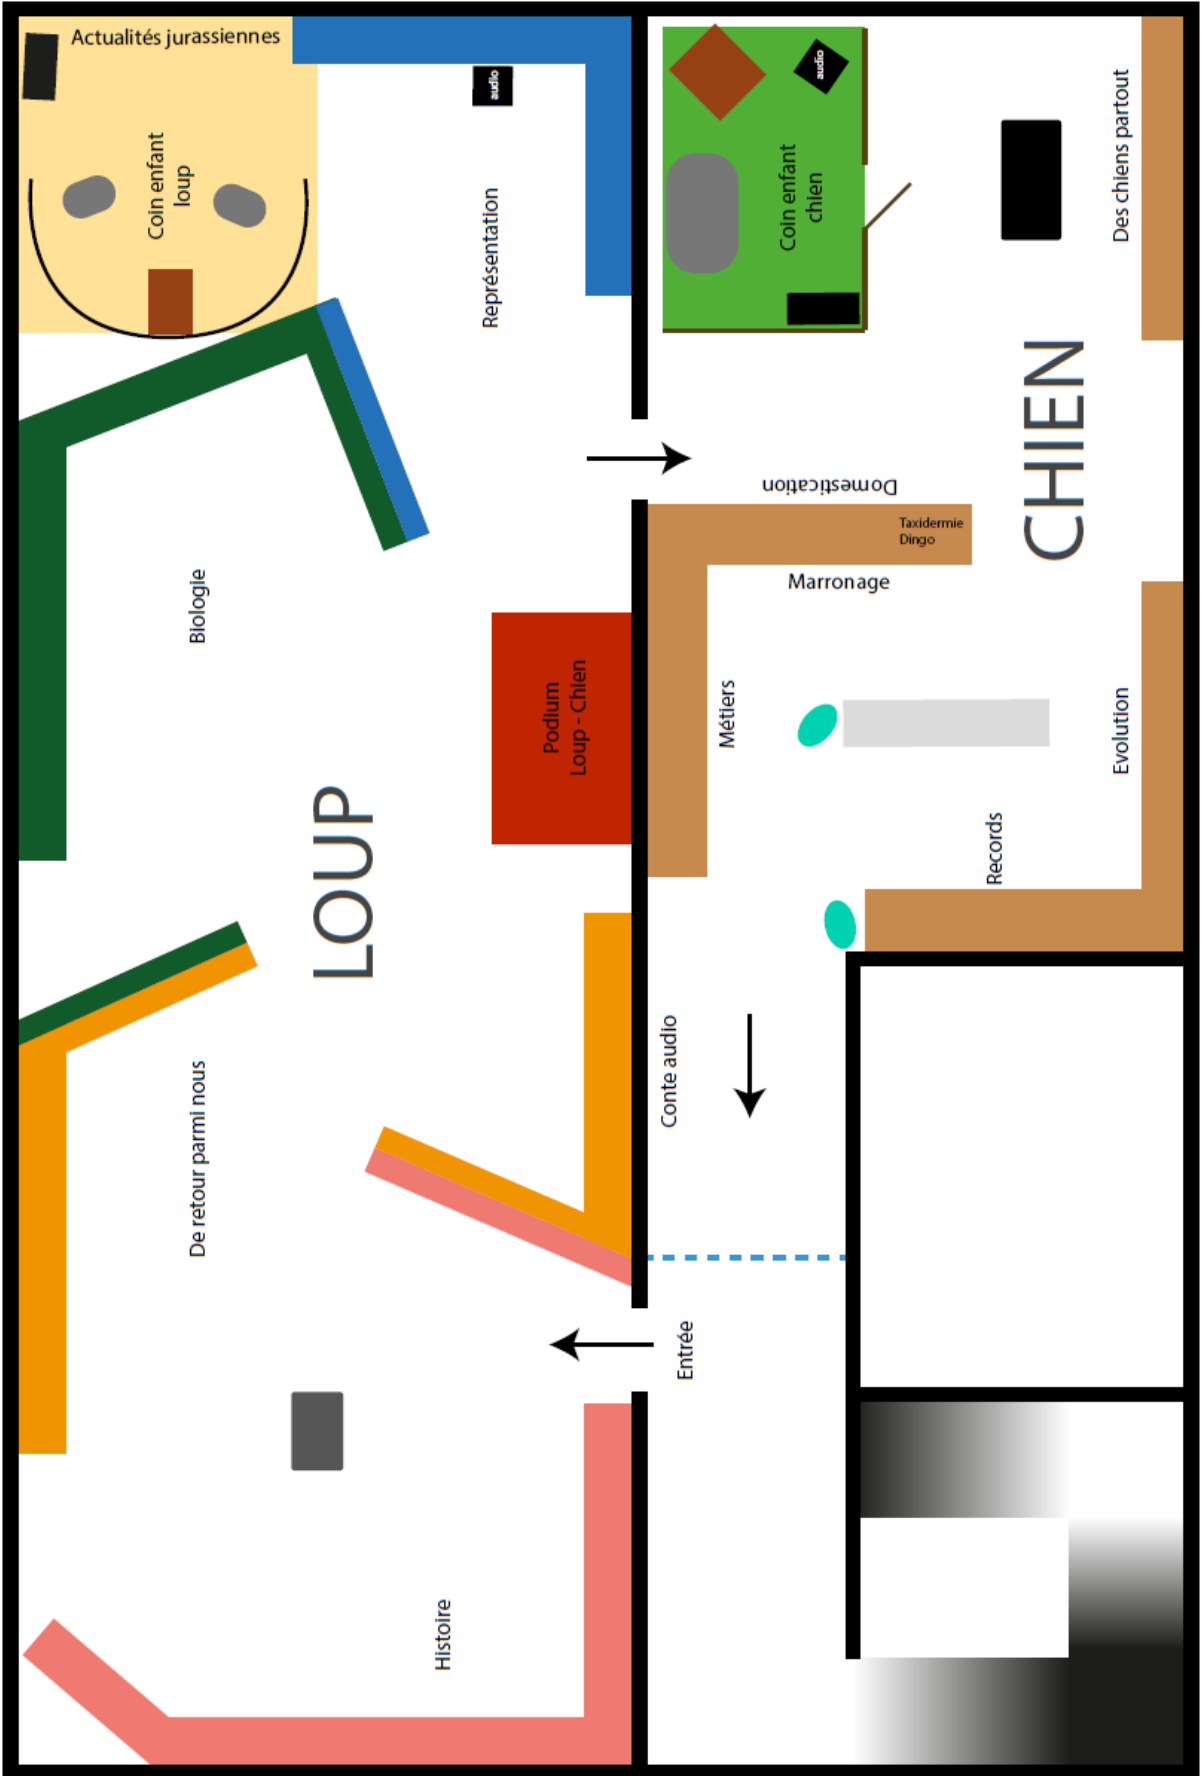 Actualités jurassiennes
Coin enfant
loup
audio
Représentation
Biologie
LOUP
Podium
Loup - Chien
De retour parmi nous
Histoire
Entrée
audio
Coin enfant
chien
Des chiens partout
CHIEN
Domestication
Taxidermie
Dingo
Marronage
Métiers
Evolution
Records
Conte audio